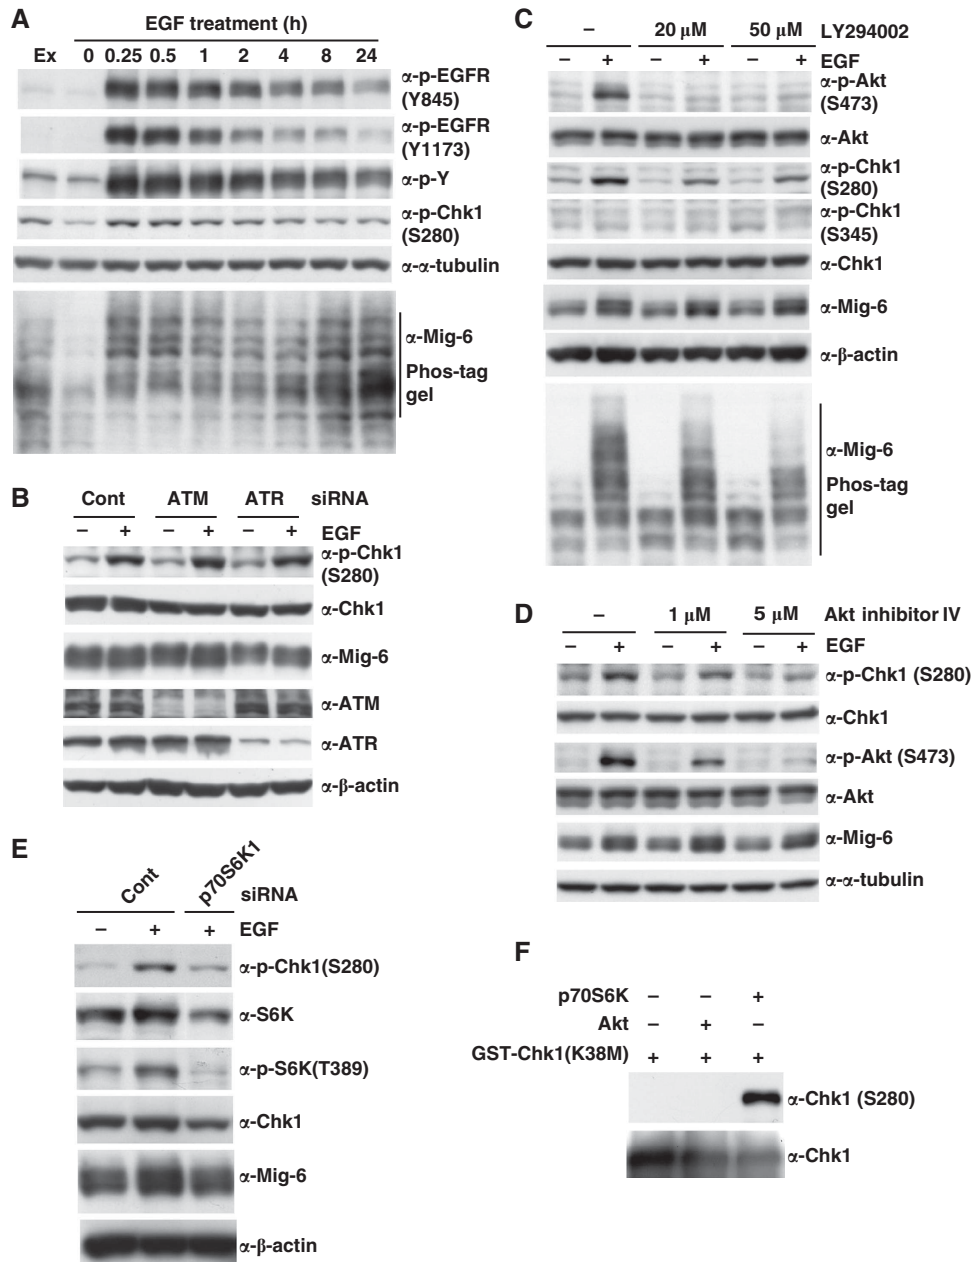 A
EGF treatment (h)
Ex 0 0.25 0.5 1 2 4 8 24
α-p-EGFR
(Y845)
α-p-EGFR
(Y1173)
α-p-Y
α-p-Chk1
(S280)
α-α-tubulin
α-Mig-6
Phos-tag
gel
B
Cont ATM ATR siRNA
– + – + – + EGF
α-p-Chk1
(S280)
α-Chk1
α-Mig-6
α-ATM
α-ATR
α-β-actin
C
– 20 μM 50 μM LY294002
– + – + – + EGF
α-p-Akt
(S473)
α-Akt
α-p-Chk1
(S280)
α-p-Chk1
(S345)
α-Chk1
α-Mig-6
α-β-actin
α-Mig-6
Phos-tag
gel
D
– 1 μM 5 μM Akt inhibitor IV
– + – + – + EGF
α-p-Chk1 (S280)
α-Chk1
α-p-Akt (S473)
α-Akt
α-Mig-6
α-α-tubulin
E
Cont p70S6K1 siRNA
– + + EGF
α-p-Chk1(S280)
α-S6K
α-p-S6K(T389)
α-Chk1
α-Mig-6
α-β-actin
F
p70S6K – – +
Akt – + –
GST-Chk1(K38M) + + +
α-Chk1 (S280)
α-Chk1